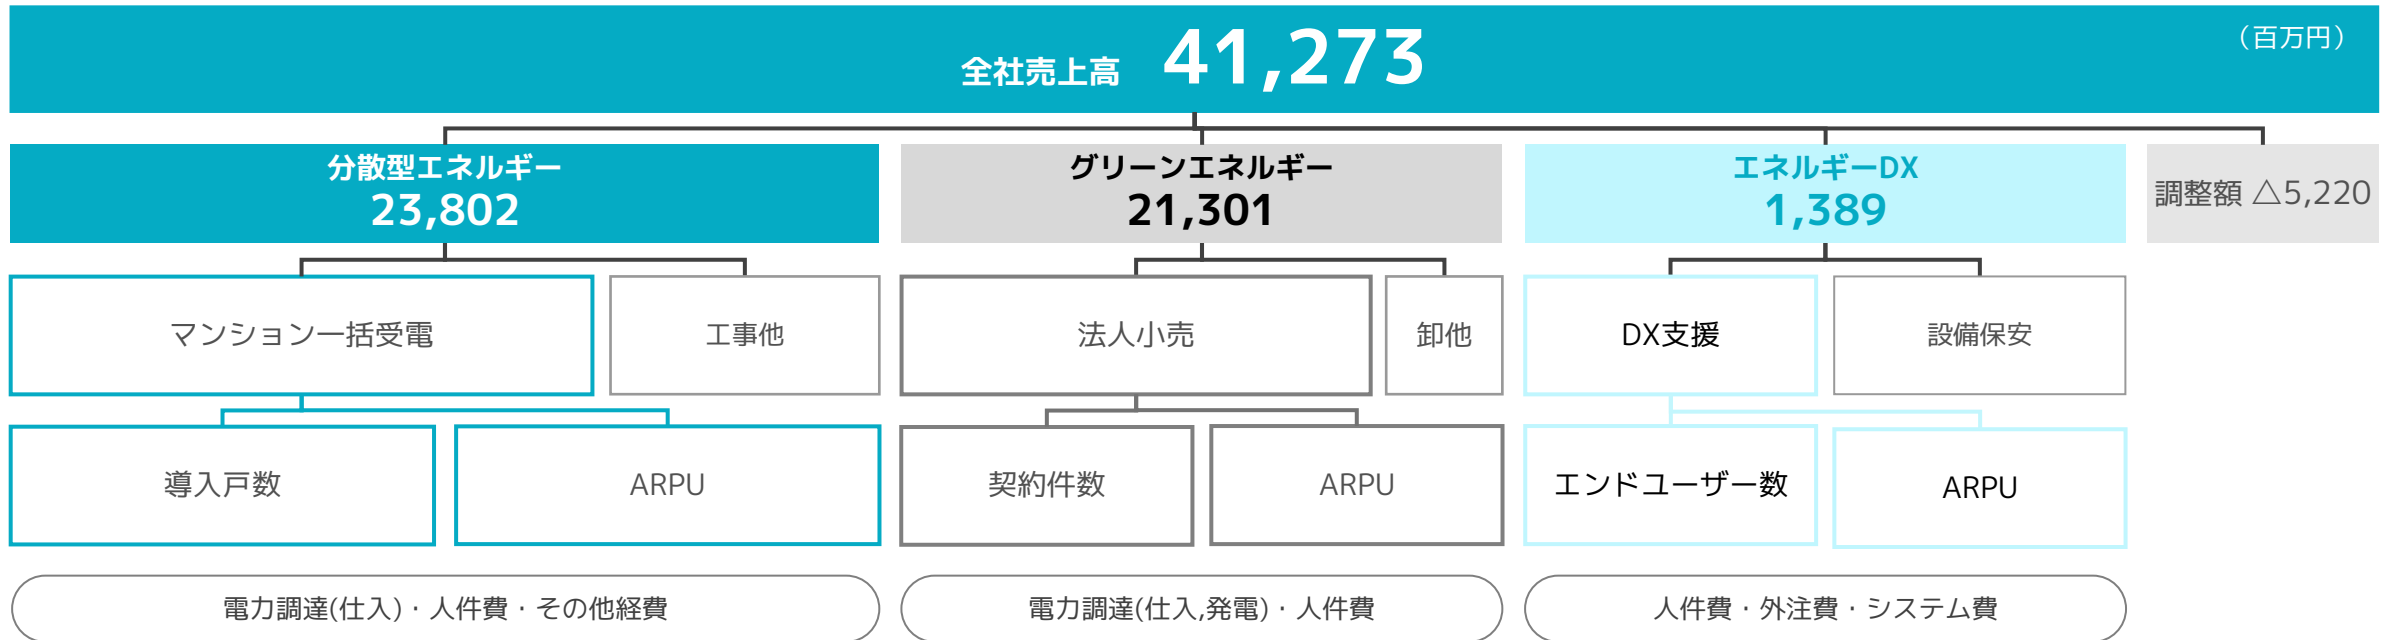 全社売上高 41,273
（百万円）
分散型エネルギー
23,802
グリーンエネルギー
21,301
エネルギーDX
1,389
調整額 △5,220
マンション一括受電
工事他
法人小売
卸他
DX支援
設備保安
導入戸数
ARPU
契約件数
ARPU
エンドユーザー数
ARPU
電力調達(仕入)・人件費・その他経費
電力調達(仕入,発電)・人件費
人件費・外注費・システム費